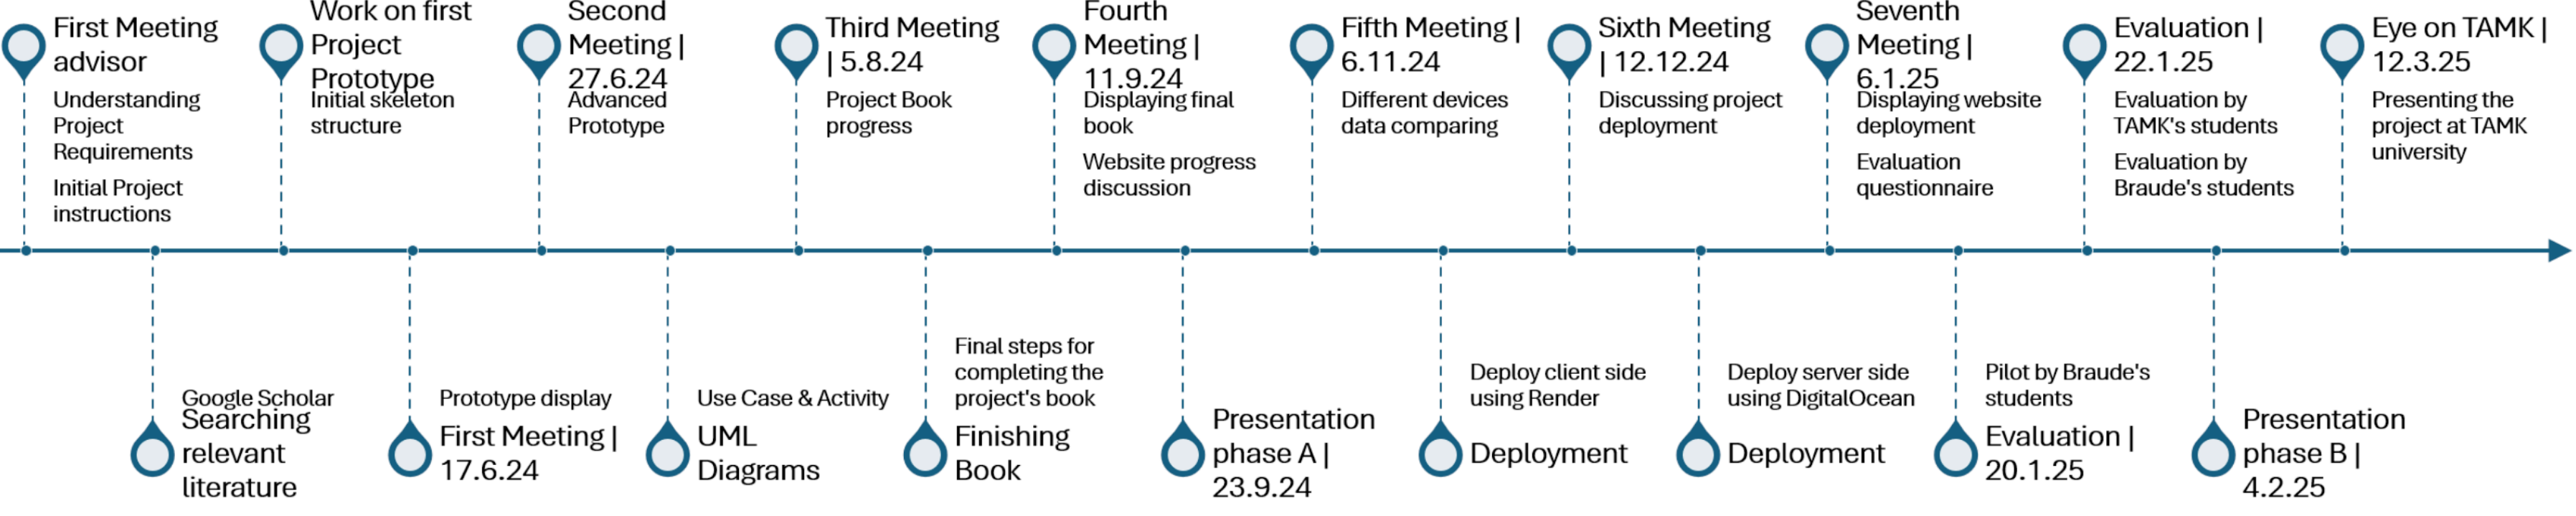 First Meeting
advisor
Understanding
Project
Requirements
Initial Project
instructions
Google Scholar
Searching
relevant
literature
Work on first
Project
Prototype
Initial skeleton
structure
Prototype display
First Meeting |
17.6.24
Second
Meeting |
27.6.24
Advanced
Prototype
Use Case & Activity
UML
Diagrams
Third Meeting
| 5.8.24
Project Book
progress
Final steps for
completing the
project's book
Finishing
Book
Fourth
Meeting |
11.9.24
Displaying final
book
Website progress
discussion
Presentation
phase A |
23.9.24
Fifth Meeting |
6.11.24
Different devices
data comparing
Deploy client side
using Render
Deployment
Sixth Meeting
| 12.12.24
Discussing project
deployment
Deploy server side
using DigitalOcean
Deployment
Seventh
Meeting |
6.1.25
Displaying website
deployment
Evaluation
questionnaire
Pilot by Braude's
students
Evaluation |
20.1.25
Evaluation |
22.1.25
Evaluation by
TAMK's students
Evaluation by
Braude's students
Presentation
phase B |
4.2.25
Eye on TAMK |
12.3.25
Presenting the
project at TAMK
university